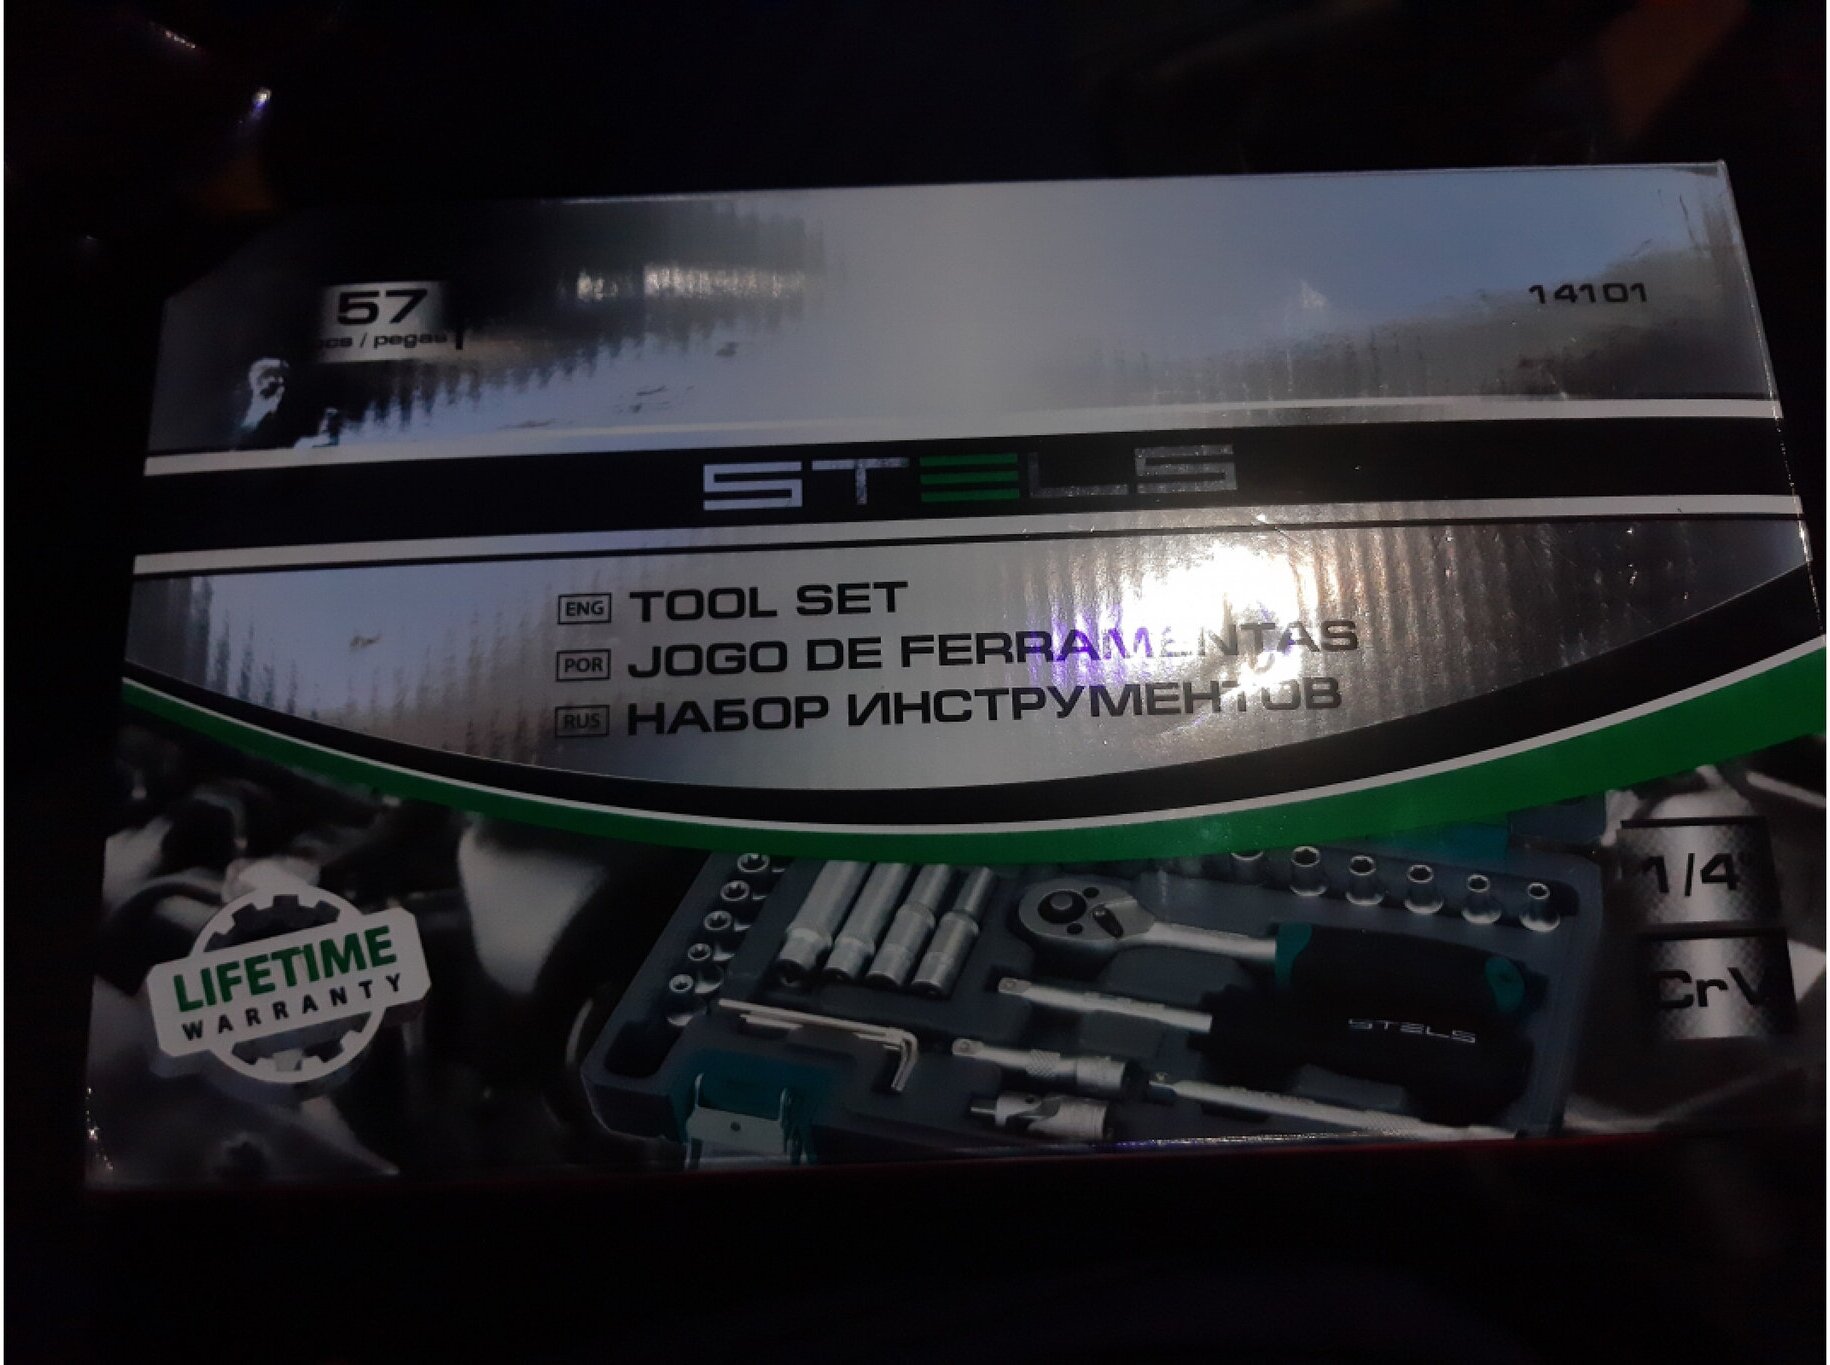 57
pcs / peças
14101
STELS
ENG TOOL SET
POR JOGO DE FERRAMENTAS
RUS НАБОР ИНСТРУМЕНТОВ
1/4"
CrV
LIFETIME
WARRANTY
STELS